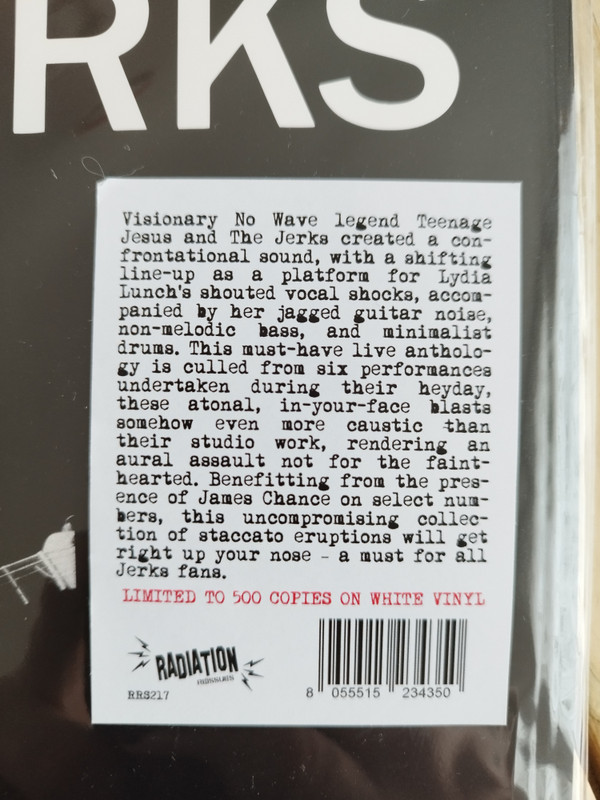 RKS
Visionary No Wave legend Teenage
Jesus and The Jerks created a con-
frontational sound, with a shifting
line-up as a platform for Lydia
Lunch's shouted vocal shocks, accom-
panied by her jagged guitar noise,
non-melodic bass, and minimalist
drums. This must-have live antholo-
gy is culled from six performances
undertaken during their heyday,
these atonal, in-your-face blasts
somehow even more caustic than
their studio work, rendering an
aural assault not for the faint-
hearted. Benefitting from the pres-
ence of James Chance on select num-
bers, this uncompromising collec-
tion of staccato eruptions will get
right up your nose - a must for all
Jerks fans.
LIMITED TO 500 COPIES ON WHITE VINYL
RADIATION
REISSUES
RRS217
8 055515 234350